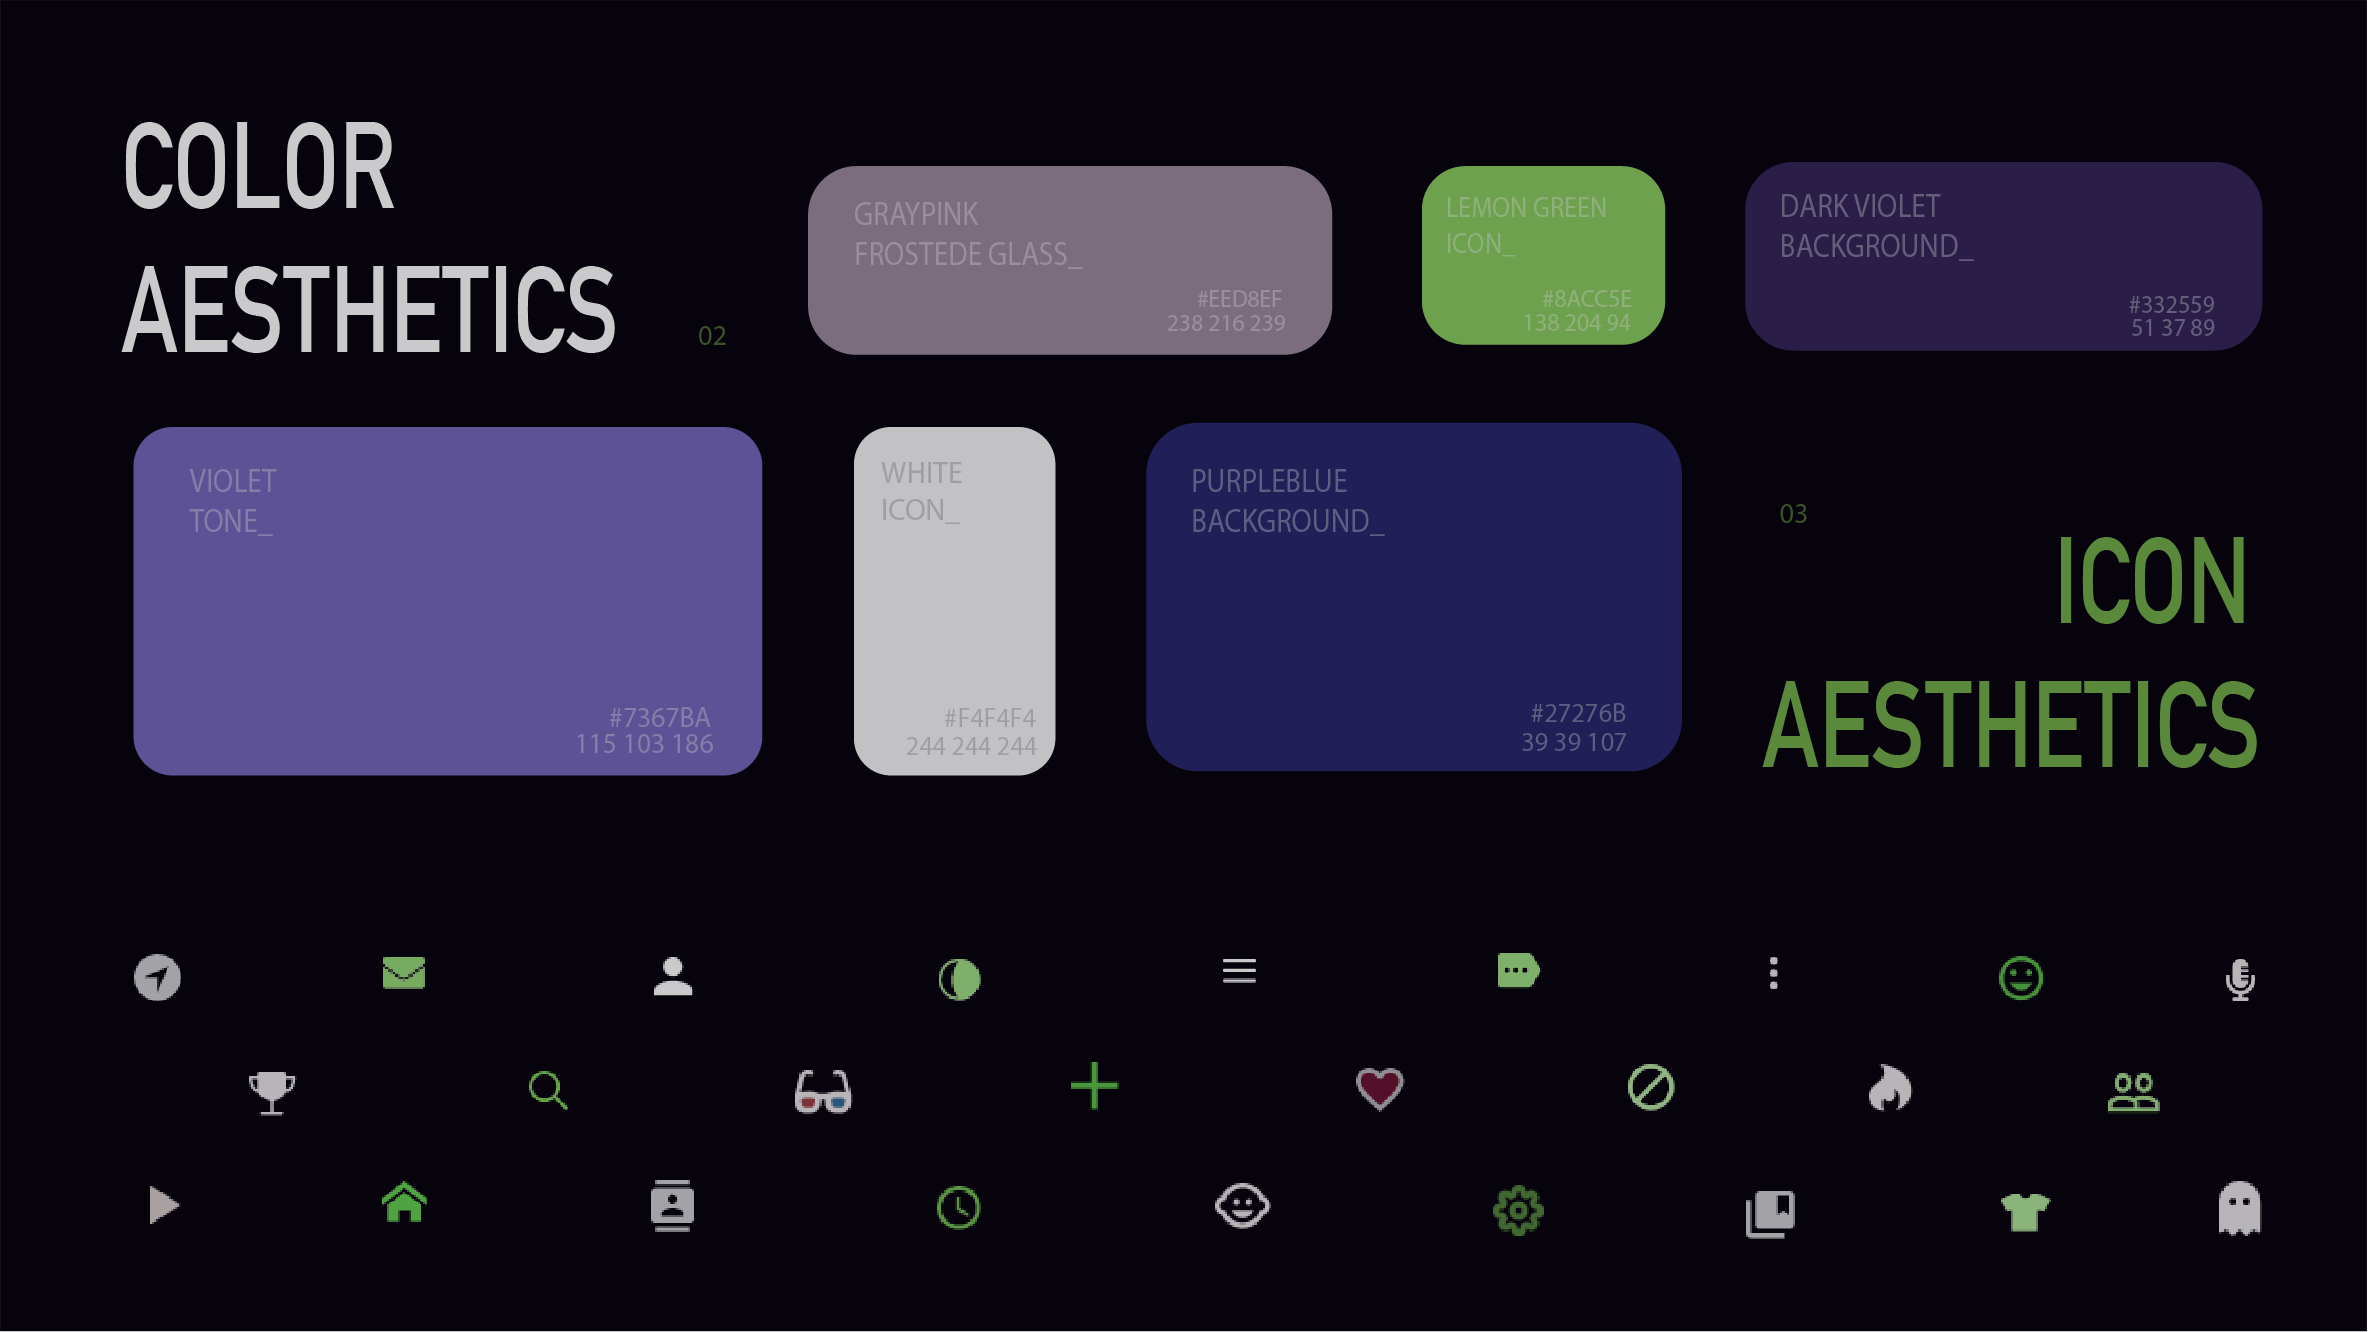 COLOR
AESTHETICS
02
GRAYPINK
FROSTEDE GLASS_
#EED8EF
238 216 239
LEMON GREEN
ICON_
#8ACC5E
138 204 94
DARK VIOLET
BACKGROUND_
#332559
51 37 89
VIOLET
TONE_
#7367BA
115 103 186
WHITE
ICON_
#F4F4F4
244 244 244
PURPLEBLUE
BACKGROUND_
#27276B
39 39 107
03
ICON
AESTHETICS